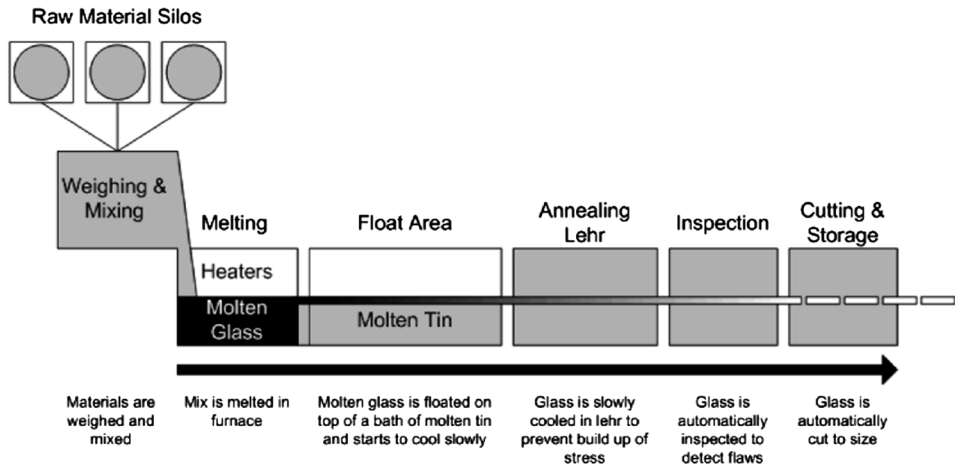 Raw Material Silos
Weighing &
Mixing
Melting
Float Area
Annealing
Lehr
Inspection
Cutting &
Storage
Heaters
Molten
Glass
Molten Tin
Materials are
weighed and
mixed
Mix is melted in
furnace
Molten glass is floated on
top of a bath of molten tin
and starts to cool slowly
Glass is slowly
cooled in lehr to
prevent build up of
stress
Glass is
automatically
inspected to
detect flaws
Glass is
automatically
cut to size